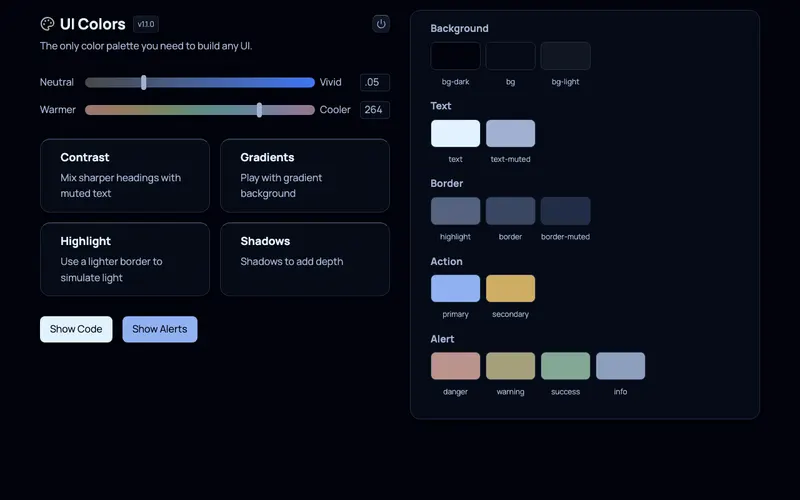 UI Colors v1.1.0
The only color palette you need to build any UI.
Neutral Vivid .05
Warmer Cooler 264
Contrast
Mix sharper headings with
muted text
Gradients
Play with gradient
background
Highlight
Use a lighter border to
simulate light
Shadows
Shadows to add depth
Show Code
Show Alerts
Background
bg-dark bg bg-light
Text
text text-muted
Border
highlight border border-muted
Action
primary secondary
Alert
danger warning success info